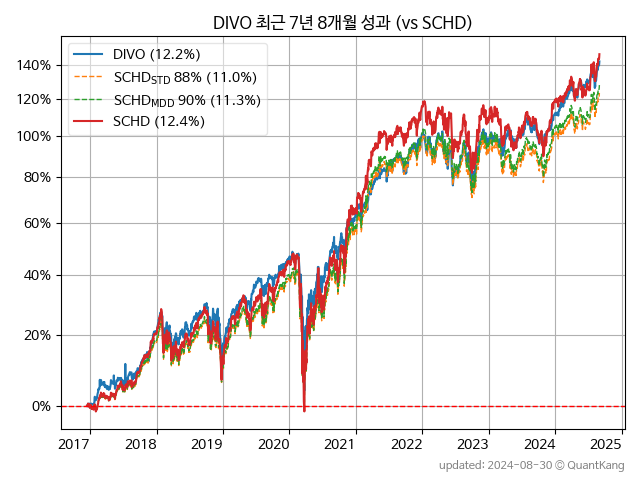 DIVO 최근 7년 8개월 성과 (vs SCHD)
DIVO (12.2%)
SCHD_STD 88% (11.0%)
SCHD_MDD 90% (11.3%)
SCHD (12.4%)
140%
120%
100%
80%
60%
40%
20%
0%
2017 2018 2019 2020 2021 2022 2023 2024 2025
updated: 2024-08-30 © QuantKang